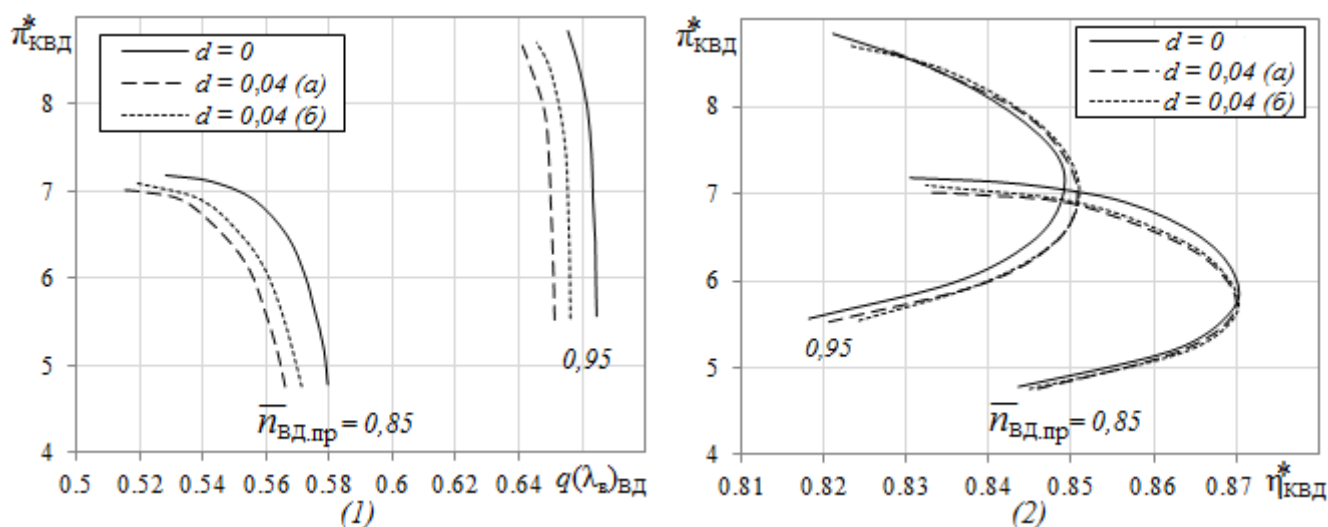 π*КВД
d = 0
d = 0,04 (а)
d = 0,04 (б)
8
7
6
5
4
0,95
n̅ВД.пр = 0,85
0.5
0.52
0.54
0.56
0.58
0.6
0.62
0.64
q(λв)ВД
(1)
π*КВД
d = 0
d = 0,04 (а)
d = 0,04 (б)
8
7
6
5
4
0,95
n̅ВД.пр = 0,85
0.81
0.82
0.83
0.84
0.85
0.86
0.87
η*КВД
(2)